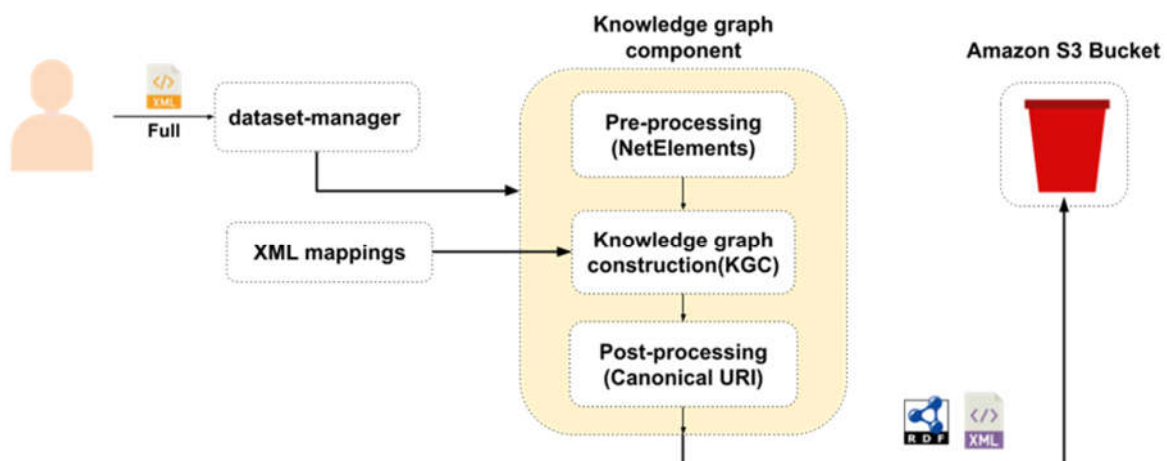 Knowledge graph
component
Amazon S3 Bucket
</>
XML
Full
dataset-manager
Pre-processing
(NetElements)
XML mappings
Knowledge graph
construction(KGC)
Post-processing
(Canonical URI)
RDF
</>
XML